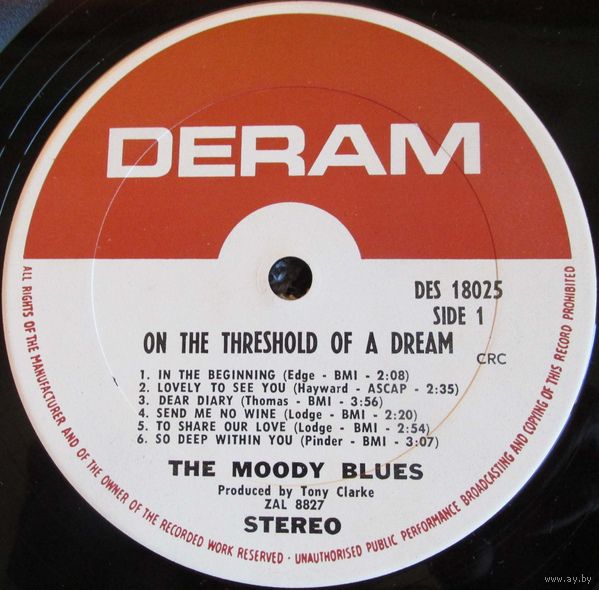 DERAM
DES 18025
SIDE 1
ON THE THRESHOLD OF A DREAM
CRC
1. IN THE BEGINNING (Edge - BMI - 2:08)
2. LOVELY TO SEE YOU (Hayward - ASCAP - 2:35)
3. DEAR DIARY (Thomas - BMI - 3:56)
4. SEND ME NO WINE (Lodge - BMI - 2:20)
5. TO SHARE OUR LOVE (Lodge - BMI - 2:54)
6. SO DEEP WITHIN YOU (Pinder - BMI - 3:07)
THE MOODY BLUES
Produced by Tony Clarke
ZAL 8827
STEREO
ALL RIGHTS OF THE MANUFACTURER AND OF THE OWNER OF THE RECORDED WORK RESERVED · UNAUTHORISED PUBLIC PERFORMANCE BROADCASTING AND COPYING OF THIS RECORD PROHIBITED
www.ay.by